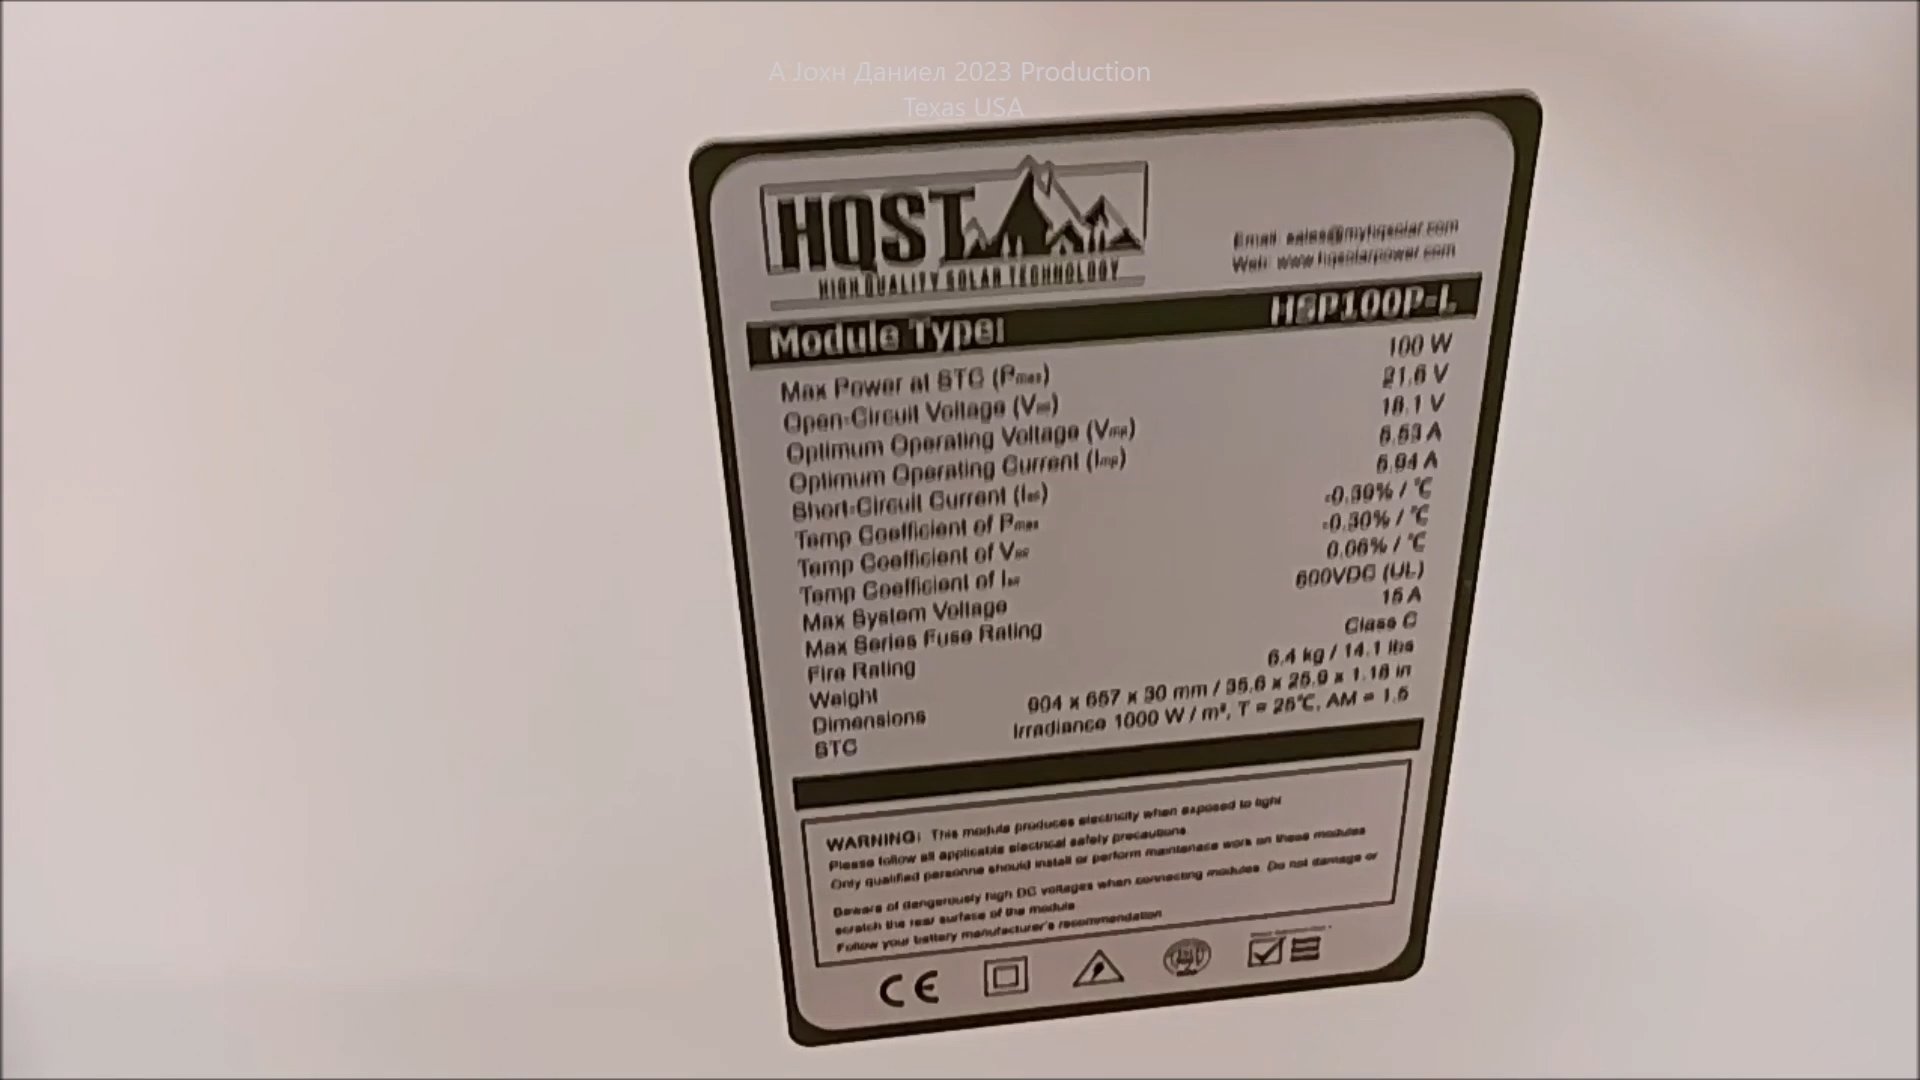 A Joхн Даниел 2023 Production
Texas USA
HQST
HIGH QUALITY SOLAR TECHNOLOGY
Email: sales@myhqsolar.com
Web: www.hqsolarpower.com
Module Type: HSP100P-L
Max Power at STC (Pmax) 100 W
Open-Circuit Voltage (Voc) 21.6 V
Optimum Operating Voltage (Vmp) 18.1 V
Optimum Operating Current (Imp) 5.53 A
Short-Circuit Current (Isc) 5.94 A
Temp Coefficient of Pmax -0.39% / ℃
Temp Coefficient of Voc -0.30% / ℃
Temp Coefficient of Isc 0.06% / ℃
Max System Voltage 600VDC (UL)
Max Series Fuse Rating 15 A
Fire Rating Class C
Weight 6.4 kg / 14.1 lbs
Dimensions 904 x 657 x 30 mm / 35.6 x 25.9 x 1.18 in
STC Irradiance 1000 W / m², T = 25℃, AM = 1.5
WARNING: This module produces electricity when exposed to light
Please follow all applicable electrical safety precautions.
Only qualified personne should install or perform maintenace work on these modules
Beware of dangerously high DC voltages when connecting modules. Do not damage or
scratch the rear surface of the module
Follow your battery manufacturer's recommendation
CE